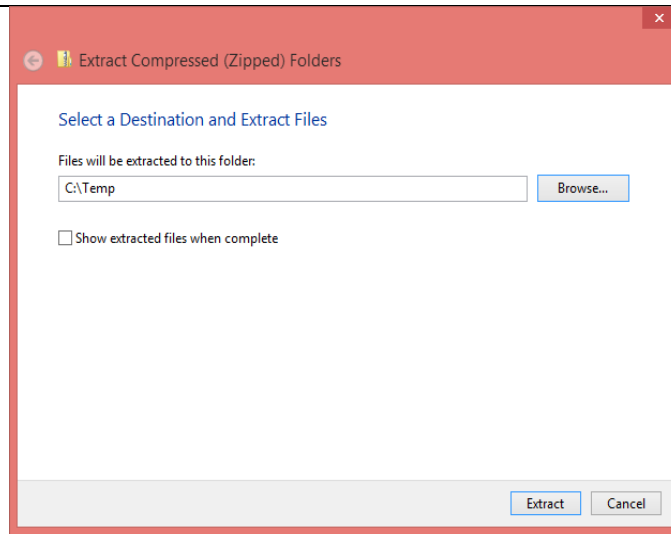 Extract Compressed (Zipped) Folders
Select a Destination and Extract Files
Files will be extracted to this folder:
C:\Temp
Browse...
Show extracted files when complete
Extract
Cancel